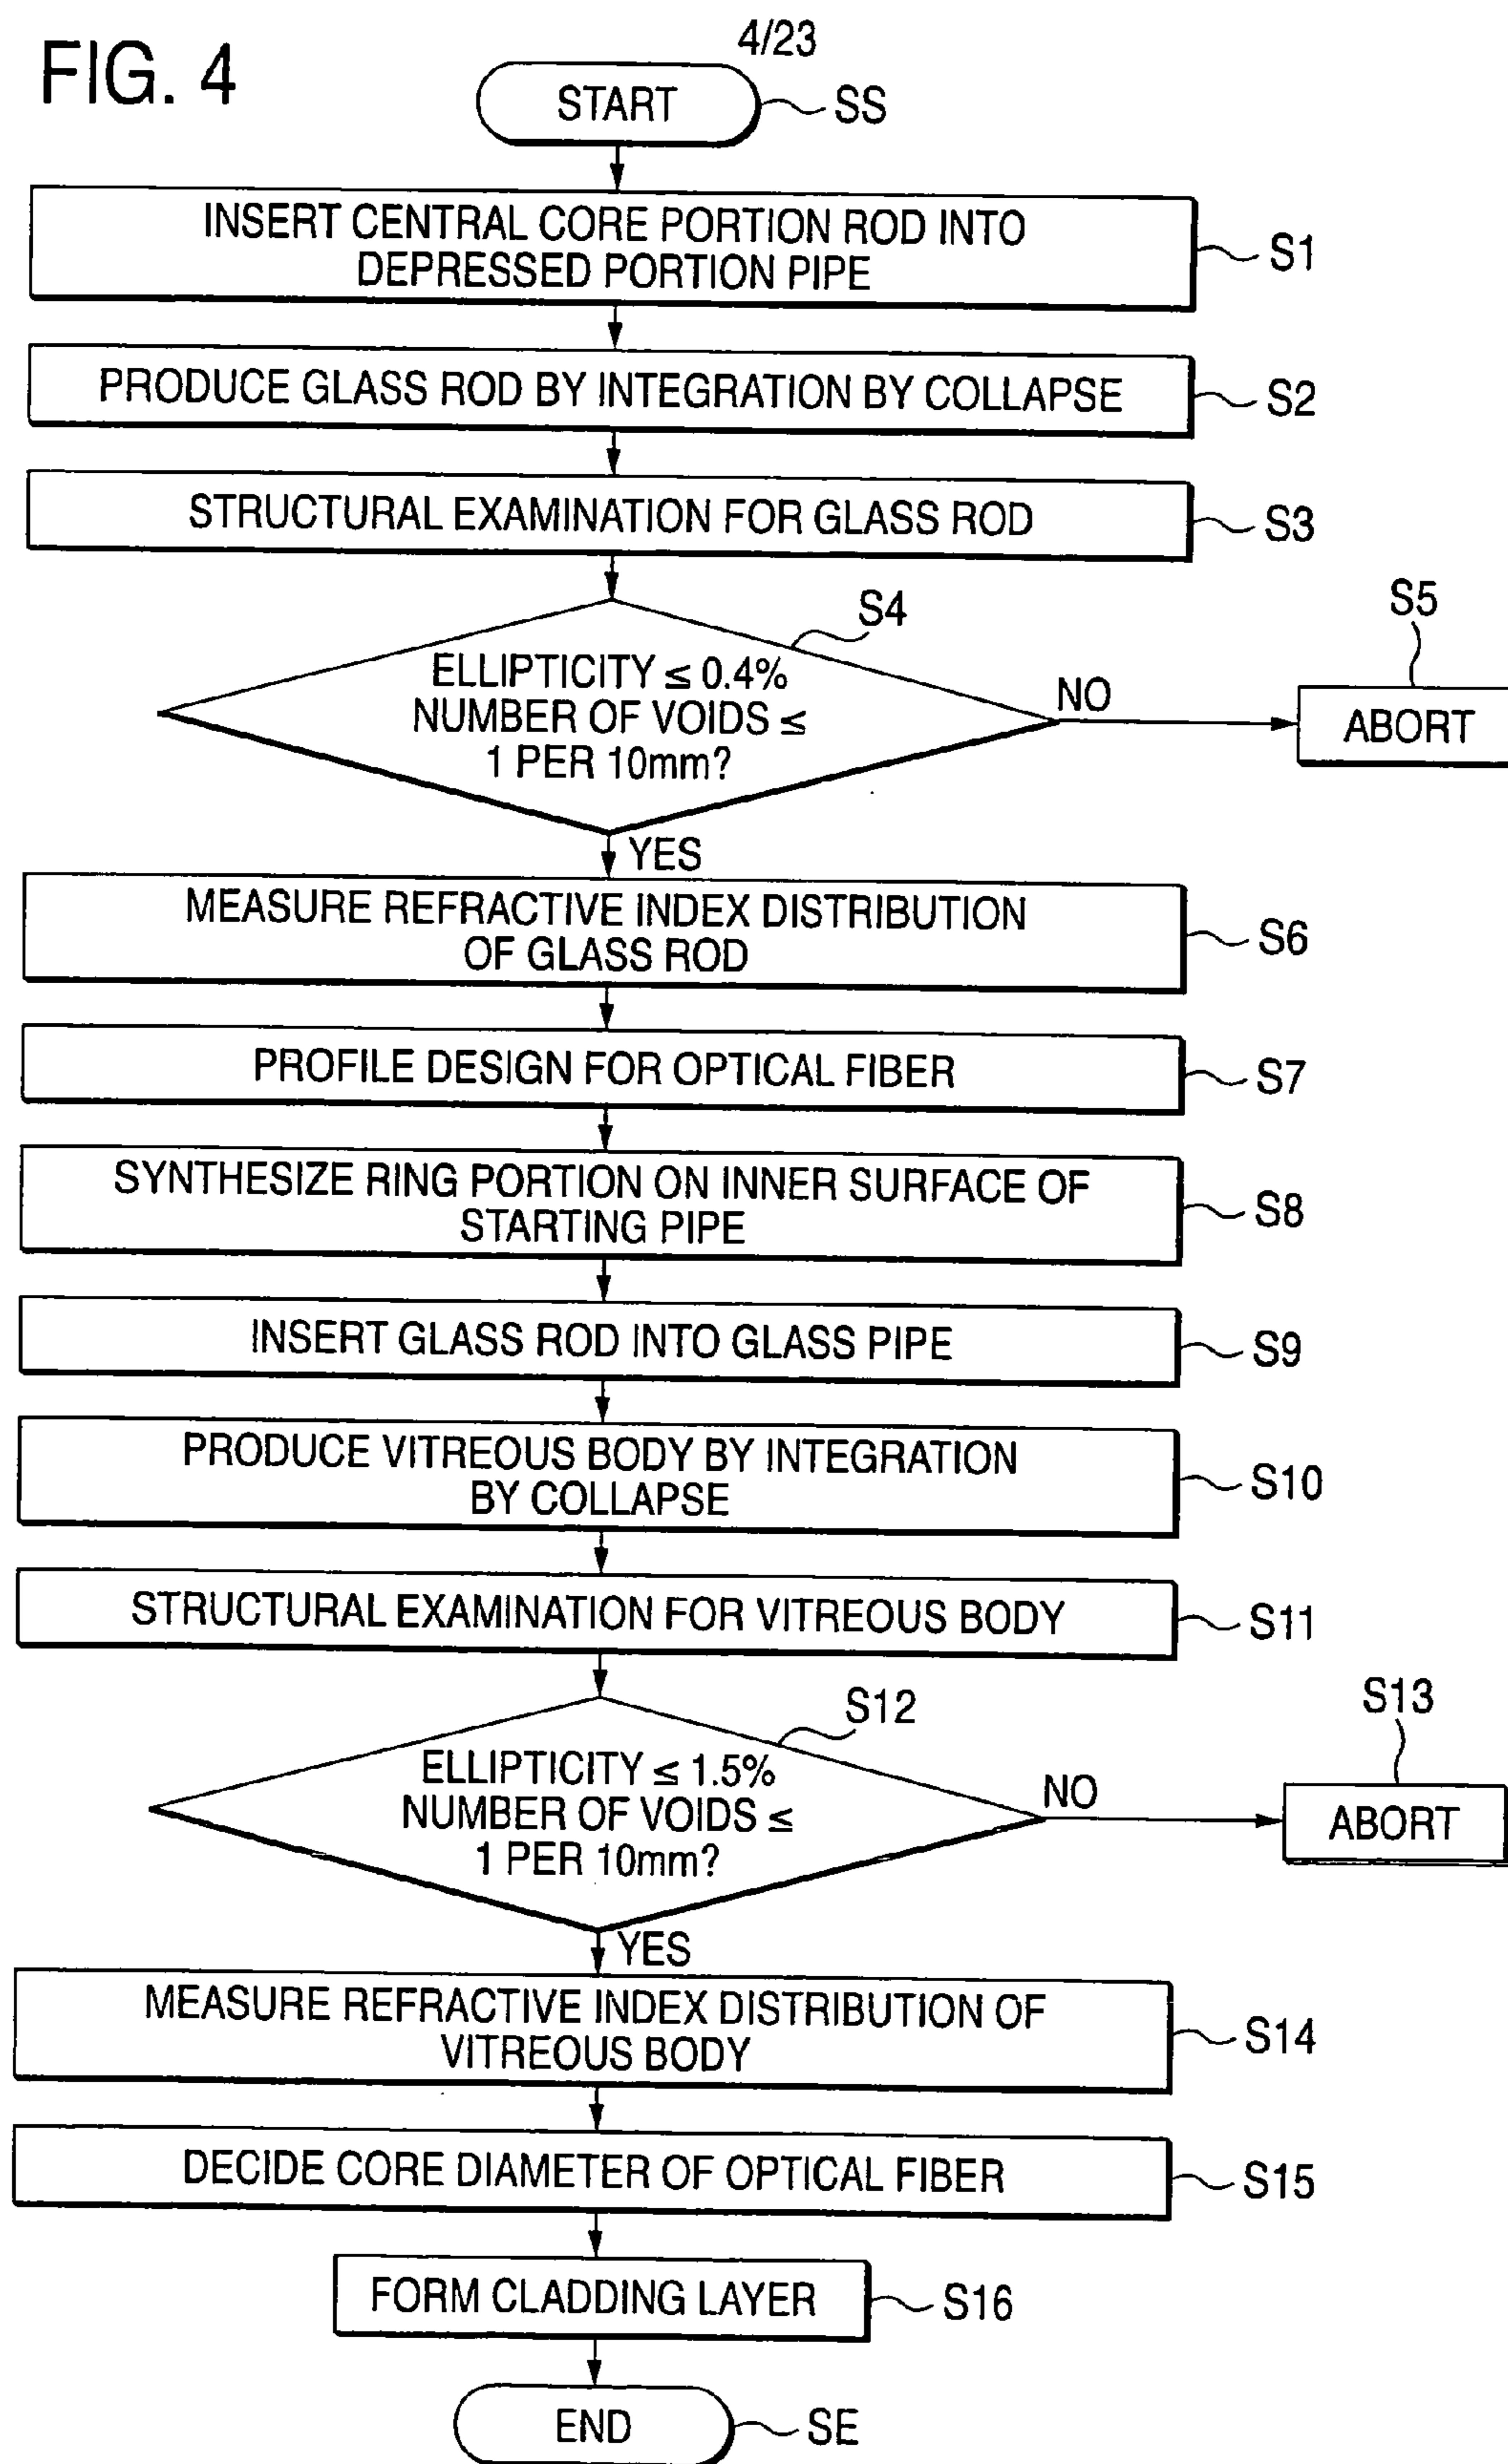 4/23
FIG. 4
START
SS
INSERT CENTRAL CORE PORTION ROD INTO
DEPRESSED PORTION PIPE
S1
PRODUCE GLASS ROD BY INTEGRATION BY COLLAPSE
S2
STRUCTURAL EXAMINATION FOR GLASS ROD
S3
S4
S5
ELLIPTICITY ≤ 0.4%
NUMBER OF VOIDS ≤
1 PER 10mm?
NO
ABORT
YES
MEASURE REFRACTIVE INDEX DISTRIBUTION
OF GLASS ROD
S6
PROFILE DESIGN FOR OPTICAL FIBER
S7
SYNTHESIZE RING PORTION ON INNER SURFACE OF
STARTING PIPE
S8
INSERT GLASS ROD INTO GLASS PIPE
S9
PRODUCE VITREOUS BODY BY INTEGRATION
BY COLLAPSE
S10
STRUCTURAL EXAMINATION FOR VITREOUS BODY
S11
S12
S13
ELLIPTICITY ≤ 1.5%
NUMBER OF VOIDS ≤
1 PER 10mm?
NO
ABORT
YES
MEASURE REFRACTIVE INDEX DISTRIBUTION OF
VITREOUS BODY
S14
DECIDE CORE DIAMETER OF OPTICAL FIBER
S15
FORM CLADDING LAYER
S16
END
SE